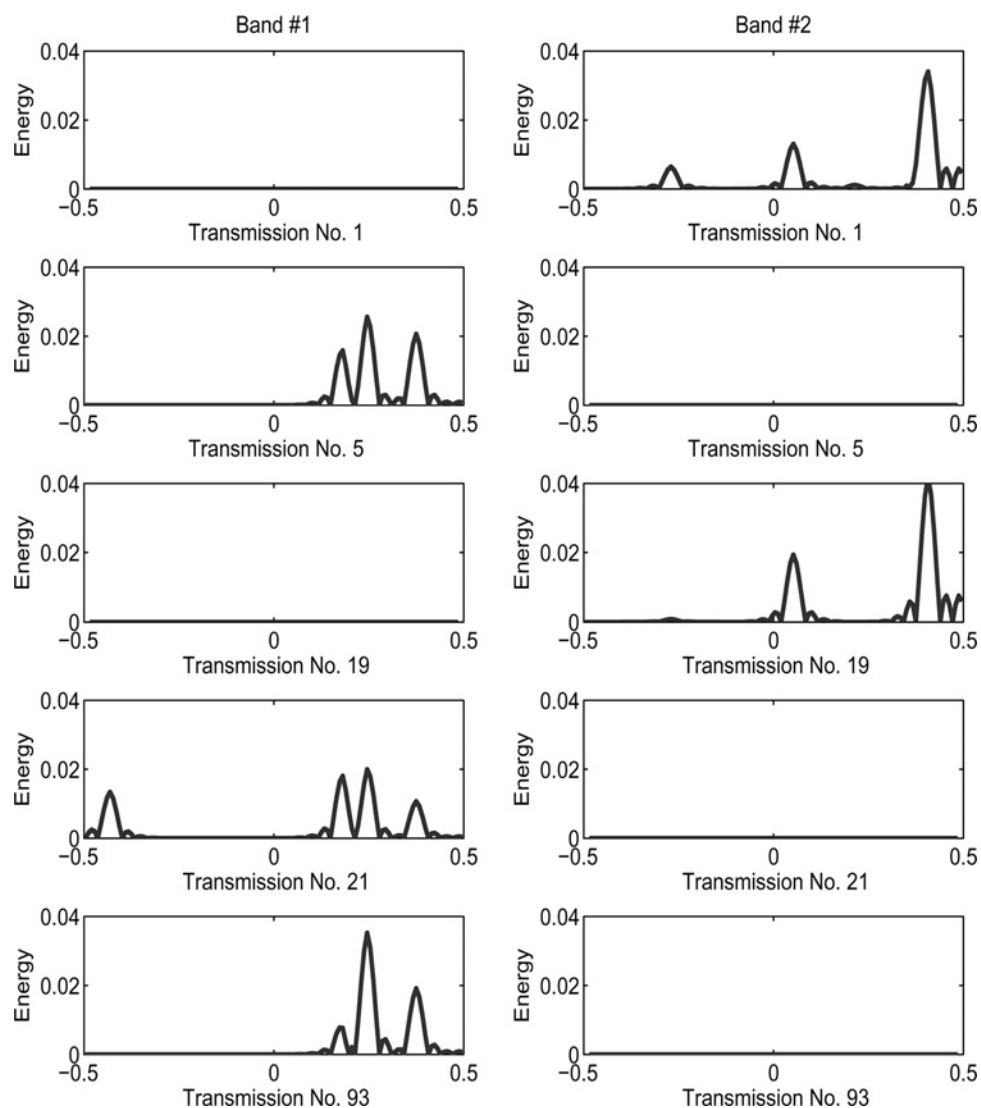 Band #1 Band #2
0.04 0.04
Energy Energy
0.02 0.02
0 0
−0.5 0 0.5 −0.5 0 0.5
Transmission No. 1 Transmission No. 1
0.04 0.04
Energy Energy
0.02 0.02
0 0
−0.5 0 0.5 −0.5 0 0.5
Transmission No. 5 Transmission No. 5
0.04 0.04
Energy Energy
0.02 0.02
0 0
−0.5 0 0.5 −0.5 0 0.5
Transmission No. 19 Transmission No. 19
0.04 0.04
Energy Energy
0.02 0.02
0 0
−0.5 0 0.5 −0.5 0 0.5
Transmission No. 21 Transmission No. 21
0.04 0.04
Energy Energy
0.02 0.02
0 0
−0.5 0 0.5 −0.5 0 0.5
Transmission No. 93 Transmission No. 93